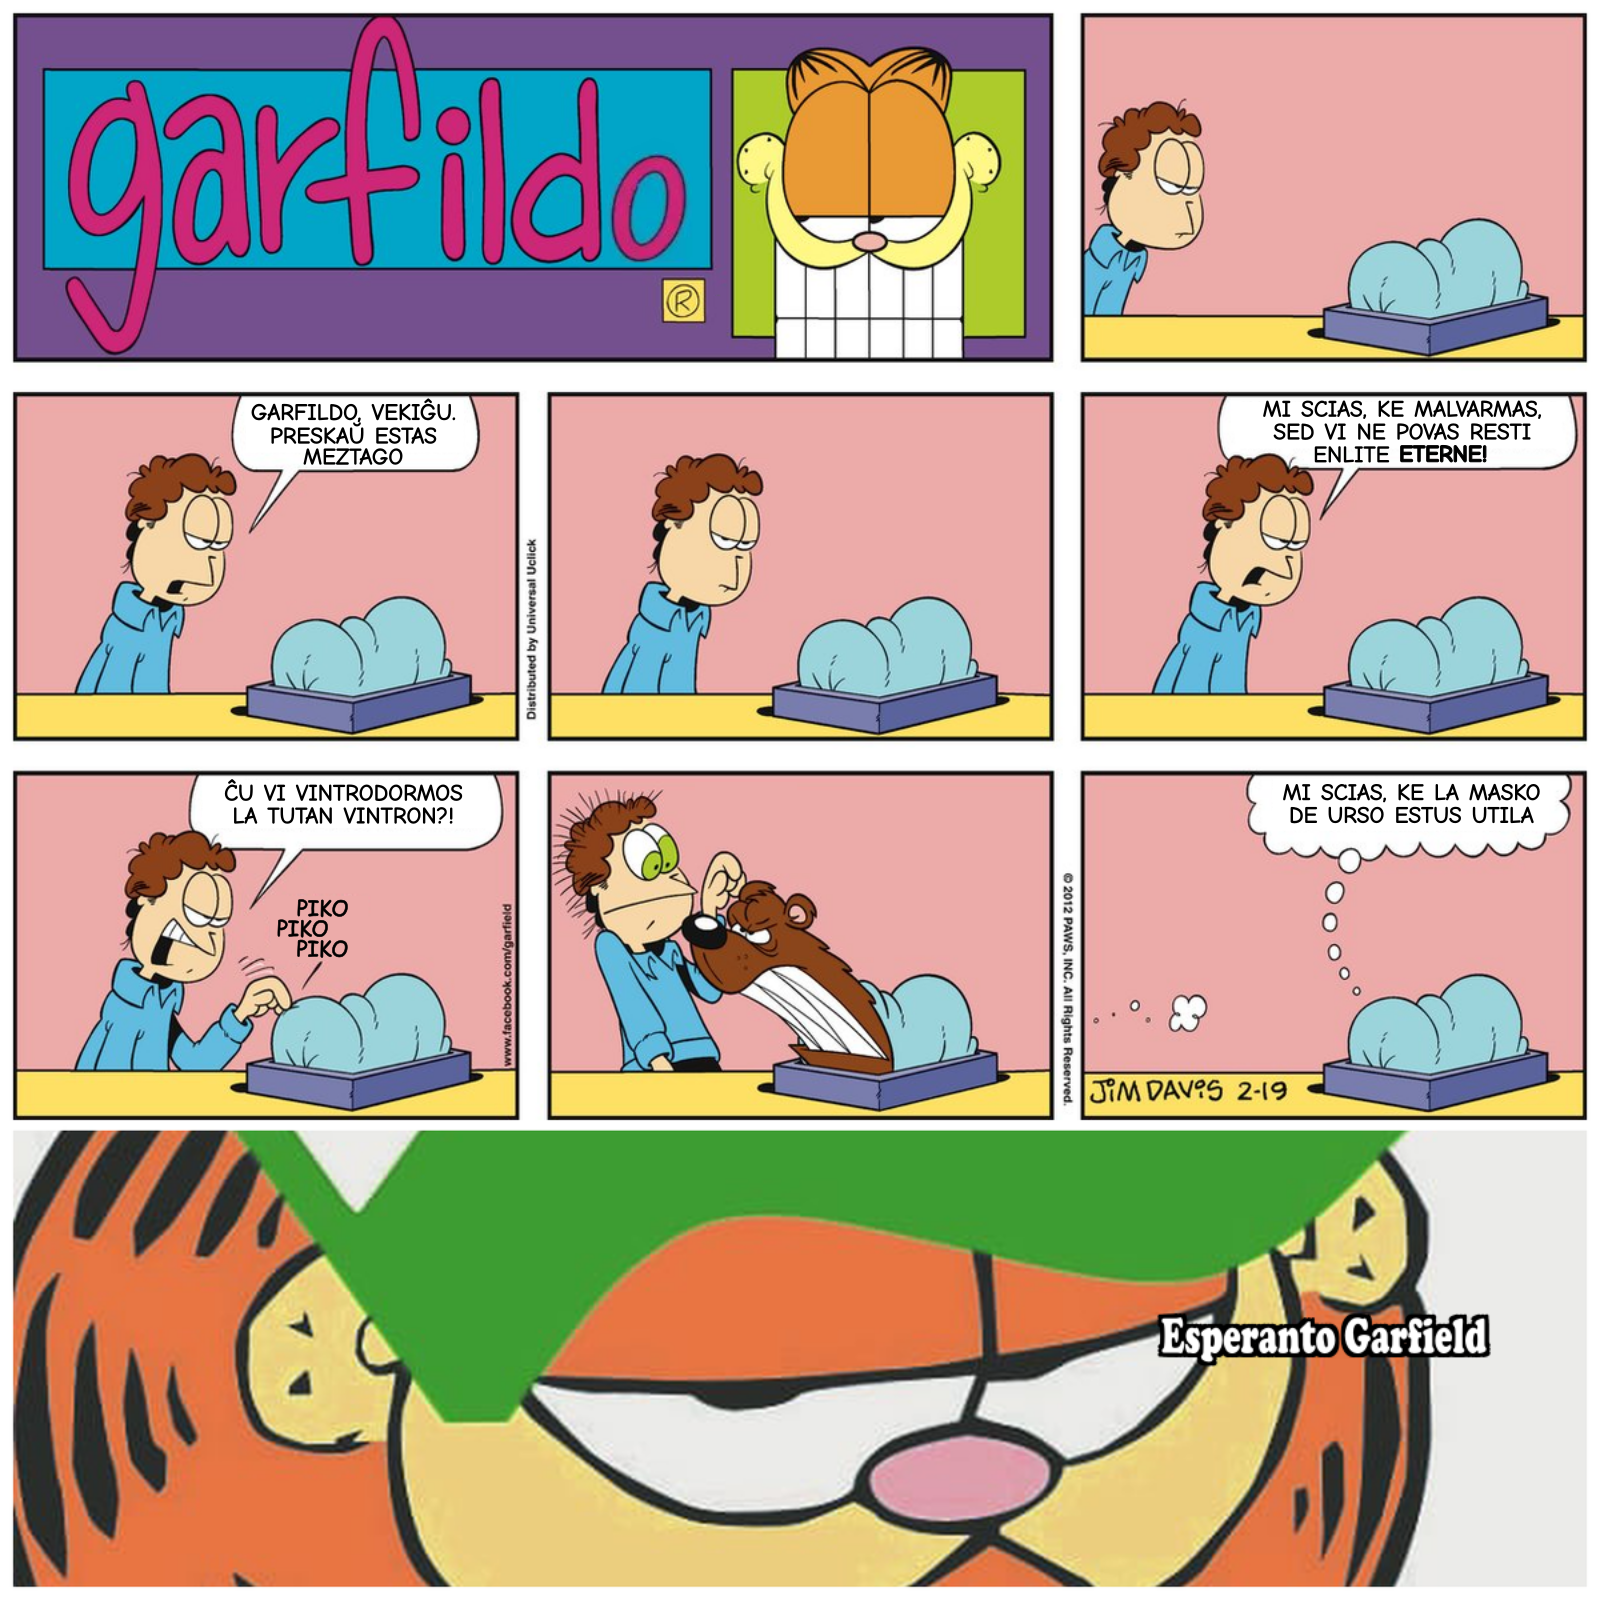 garfildo
®
GARFILDO, VEKIĜU.
PRESKAŬ ESTAS
MEZTAGO
Distributed by Universal Uclick
MI SCIAS, KE MALVARMAS,
SED VI NE POVAS RESTI
ENLITE ETERNE!
ĈU VI VINTRODORMOS
LA TUTAN VINTRON?!
PIKO
PIKO
PIKO
www.facebook.com/garfield
© 2012 PAWS, INC. All Rights Reserved.
MI SCIAS, KE LA MASKO
DE URSO ESTUS UTILA
JIM DAVIS 2-19
Esperanto Garfield